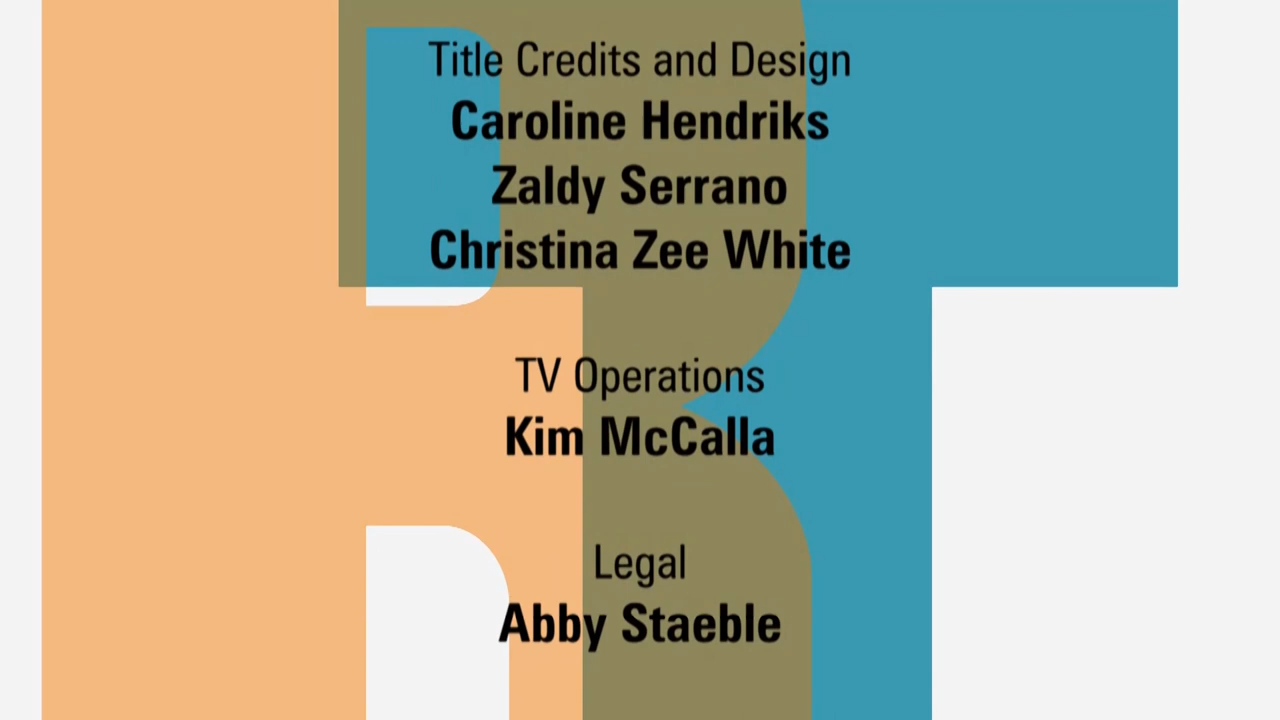 Title Credits and Design
Caroline Hendriks
Zaldy Serrano
Christina Zee White
TV Operations
Kim McCalla
Legal
Abby Staeble